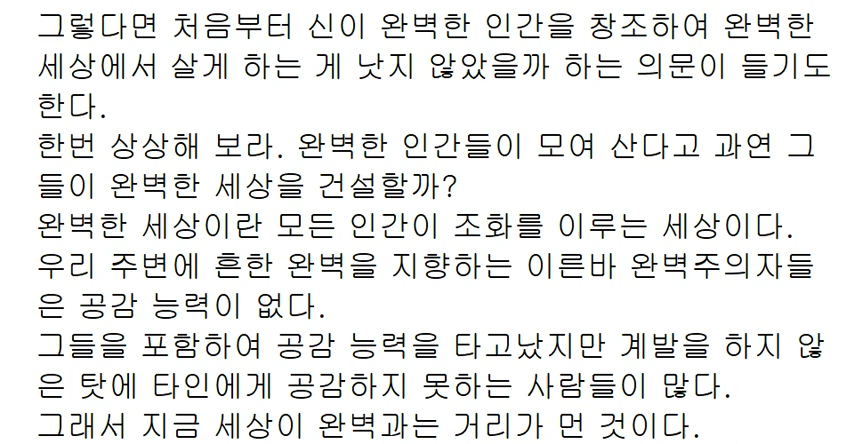 그렇다면 처음부터 신이 완벽한 인간을 창조하여 완벽한
세상에서 살게 하는 게 낫지 않았을까 하는 의문이 들기도
한다.
한번 상상해 보라. 완벽한 인간들이 모여 산다고 과연 그
들이 완벽한 세상을 건설할까?
완벽한 세상이란 모든 인간이 조화를 이루는 세상이다.
우리 주변에 흔한 완벽을 지향하는 이른바 완벽주의자들
은 공감 능력이 없다.
그들을 포함하여 공감 능력을 타고났지만 계발을 하지 않
은 탓에 타인에게 공감하지 못하는 사람들이 많다.
그래서 지금 세상이 완벽과는 거리가 먼 것이다.